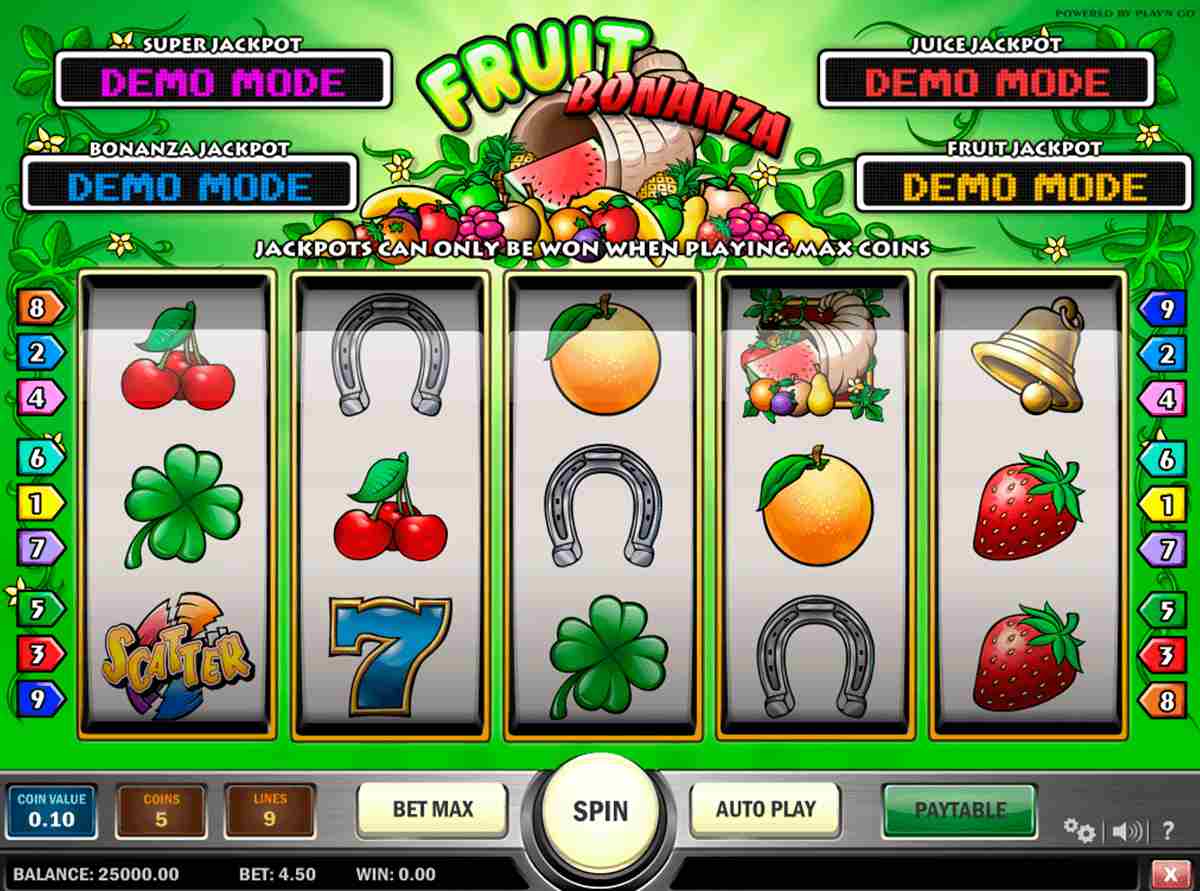 POWERED BY PLAY'N GO
SUPER JACKPOT
DEMO MODE
FRUIT
BONANZA
JUICE JACKPOT
DEMO MODE
BONANZA JACKPOT
DEMO MODE
FRUIT JACKPOT
DEMO MODE
JACKPOTS CAN ONLY BE WON WHEN PLAYING MAX COINS
8
9
2
2
4
4
6
6
1
1
7
7
7
5
5
SCATTER
3
3
9
8
COIN VALUE
0.10
COINS
5
LINES
9
BET MAX
SPIN
AUTO PLAY
PAYTABLE
?
BALANCE: 25000.00
BET: 4.50
WIN: 0.00
X